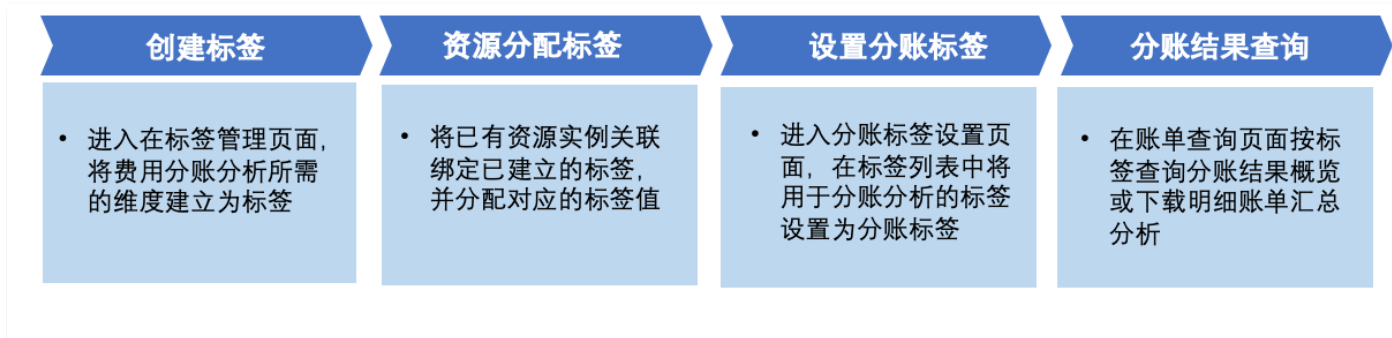 创建标签
• 进入在标签管理页面，
将费用分账分析所需
的维度建立为标签
资源分配标签
• 将已有资源实例关联
绑定已建立的标签，
并分配对应的标签值
设置分账标签
• 进入分账标签设置页
面，在标签列表中将
用于分账分析的标签
设置为分账标签
分账结果查询
• 在账单查询页面按标
签查询分账结果概览
或下载明细账单汇总
分析